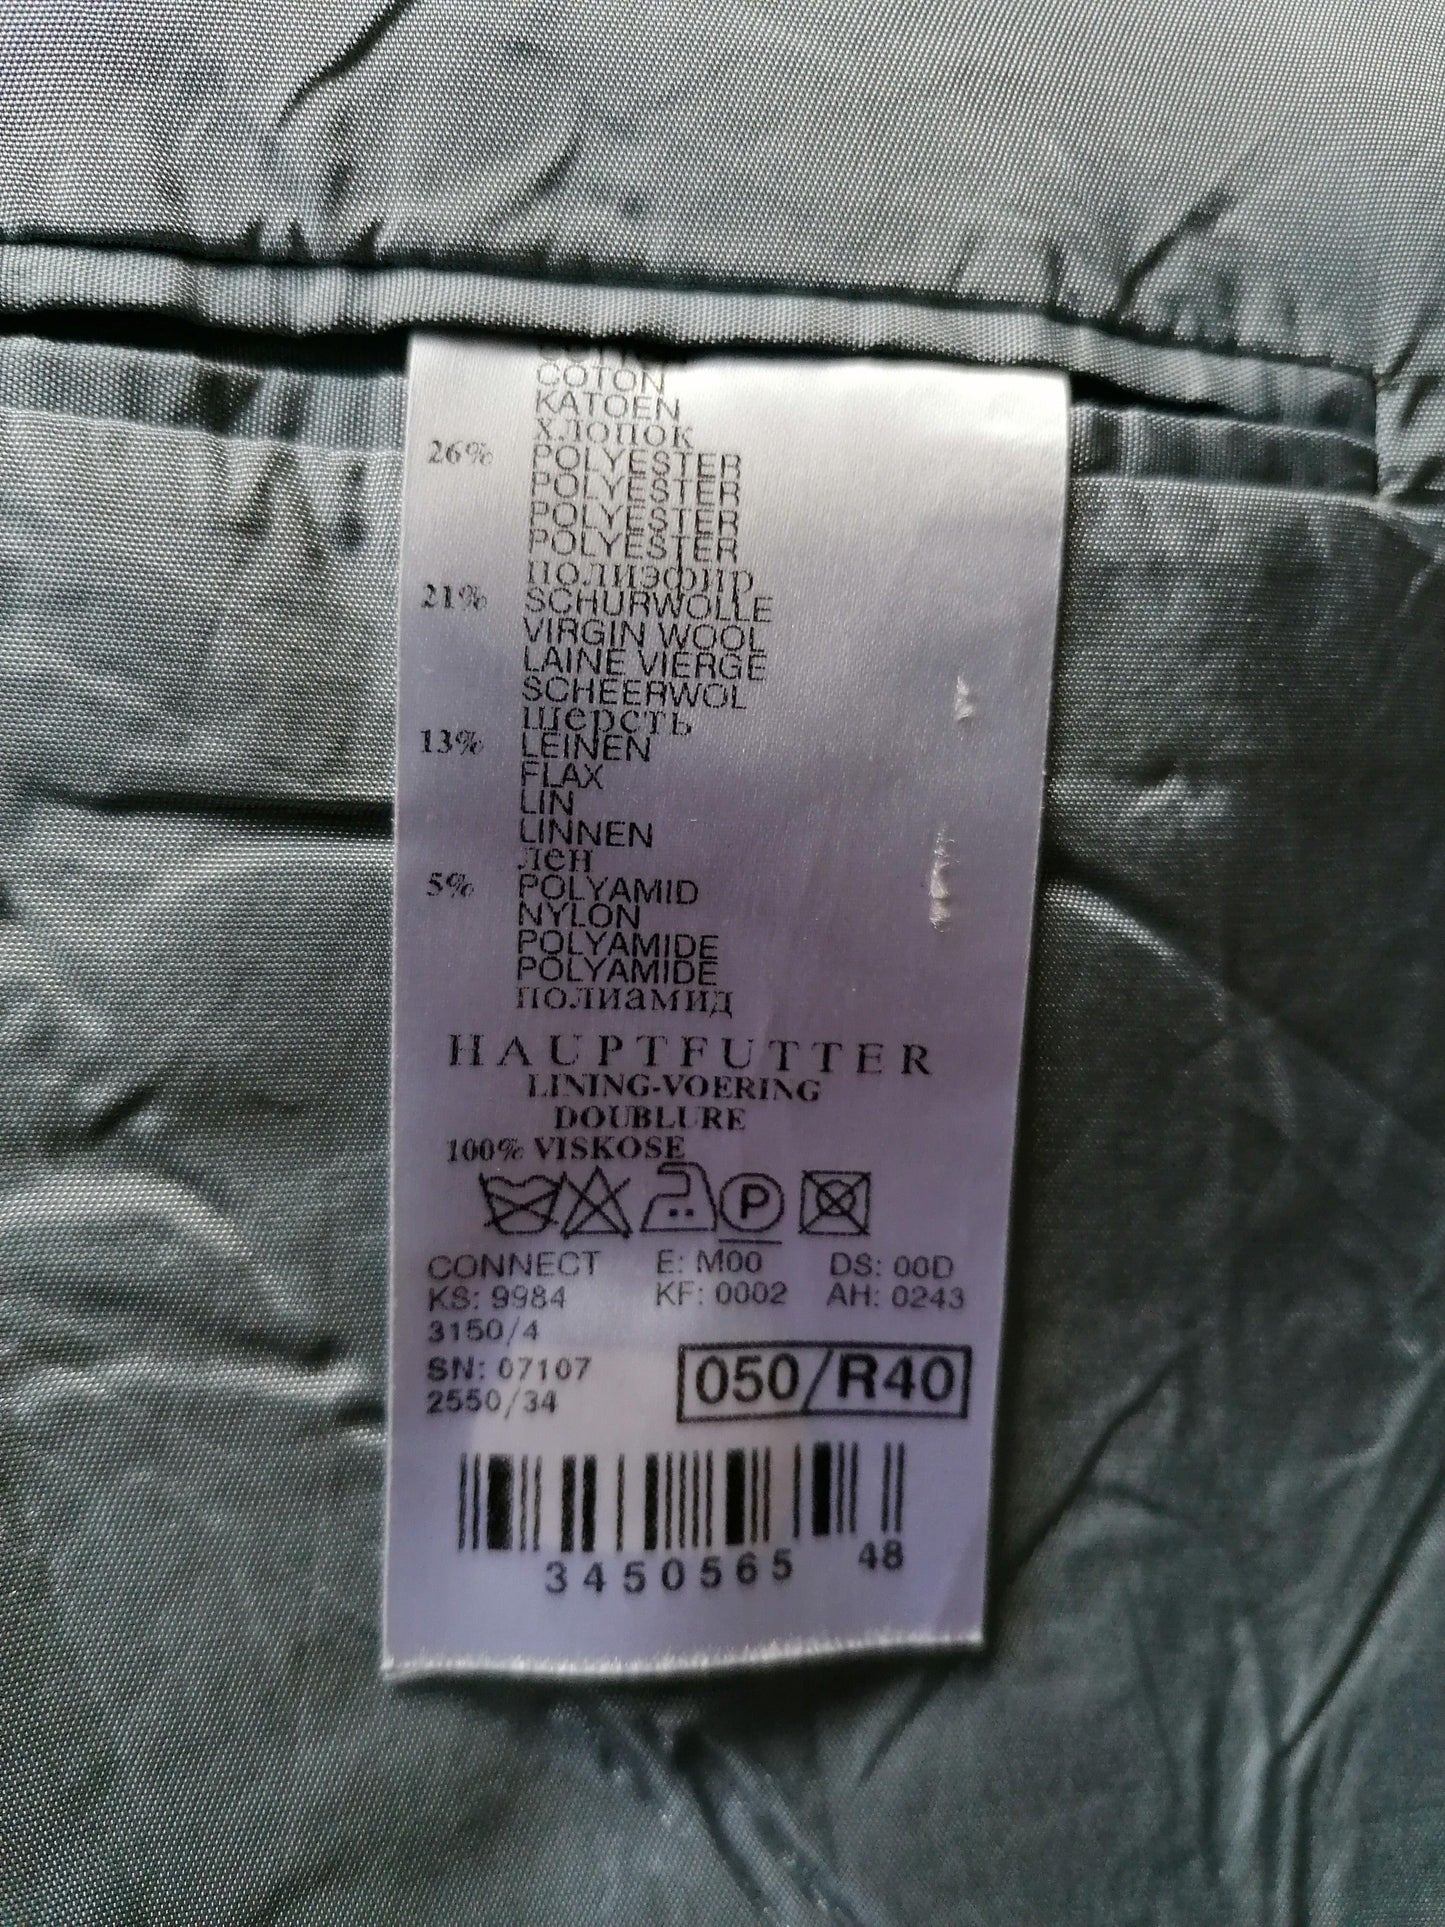 COTON
KATOEN
хлопок
26% POLYESTER
POLYESTER
POLYESTER
POLYESTER
полиэфир
21% SCHURWOLLE
VIRGIN WOOL
LAINE VIERGE
SCHEERWOL
шерсть
13% LEINEN
FLAX
LIN
LINNEN
лен
5% POLYAMID
NYLON
POLYAMIDE
POLYAMIDE
полиамид
HAUPTFUTTER
LINING-VOERING
DOUBLURE
100% VISKOSE
P
CONNECT E: M00 DS: 00D
KS: 9984 KF: 0002 AH: 0243
3150/4
SN: 07107
2550/34 050/R40
3450565 48